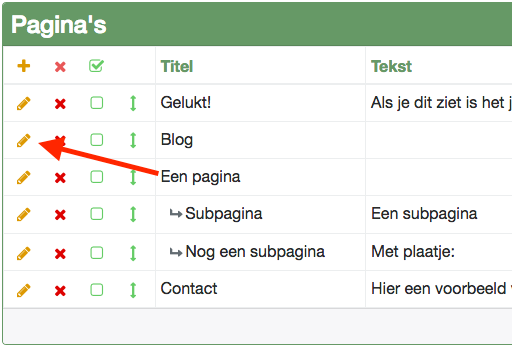 Pagina's
Titel Tekst
Gelukt! Als je dit ziet is het
Blog
Een pagina
Subpagina Een subpagina
Nog een subpagina Met plaatje:
Contact Hier een voorbeeld